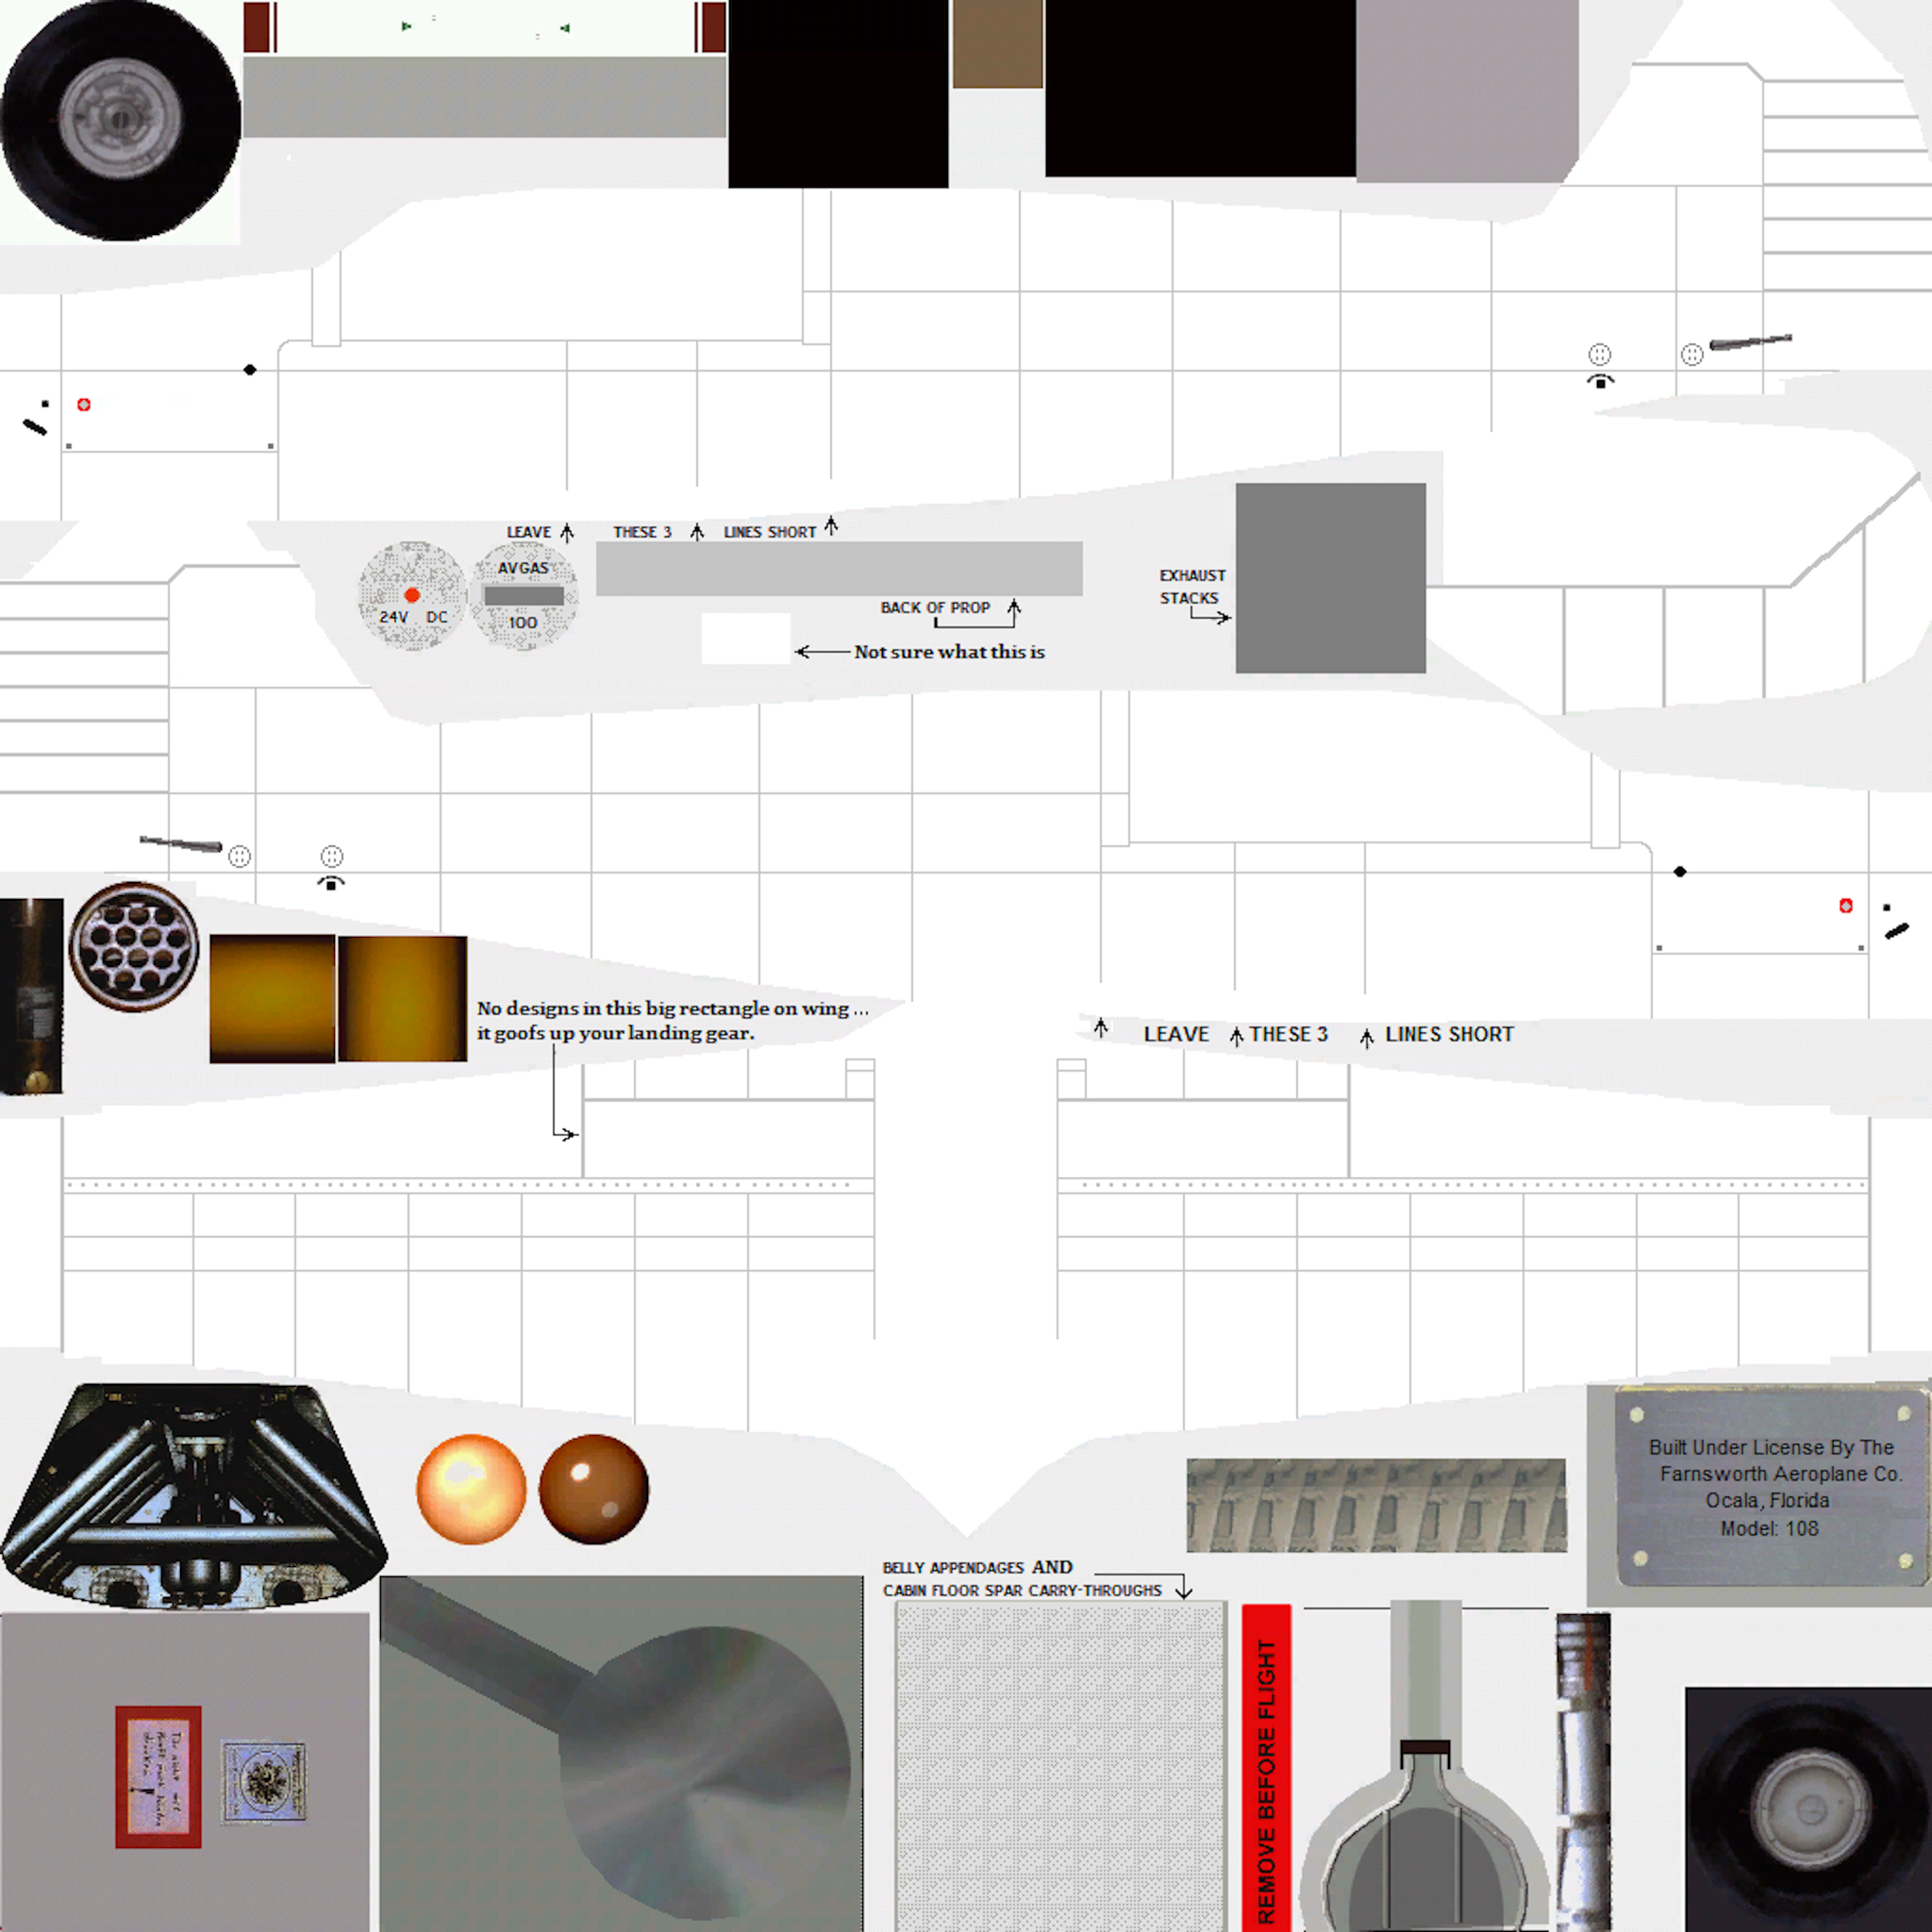 LEAVE
THESE 3
LINES SHORT
AVGAS
24V DC
100
BACK OF PROP
EXHAUST
STACKS
Not sure what this is
No designs in this big rectangle on wing ...
it goofs up your landing gear.
LEAVE
THESE 3
LINES SHORT
Built Under License By The
Farnsworth Aeroplane Co.
Ocala, Florida
Model: 108
BELLY APPENDAGES AND
CABIN FLOOR SPAR CARRY-THROUGHS
REMOVE BEFORE FLIGHT